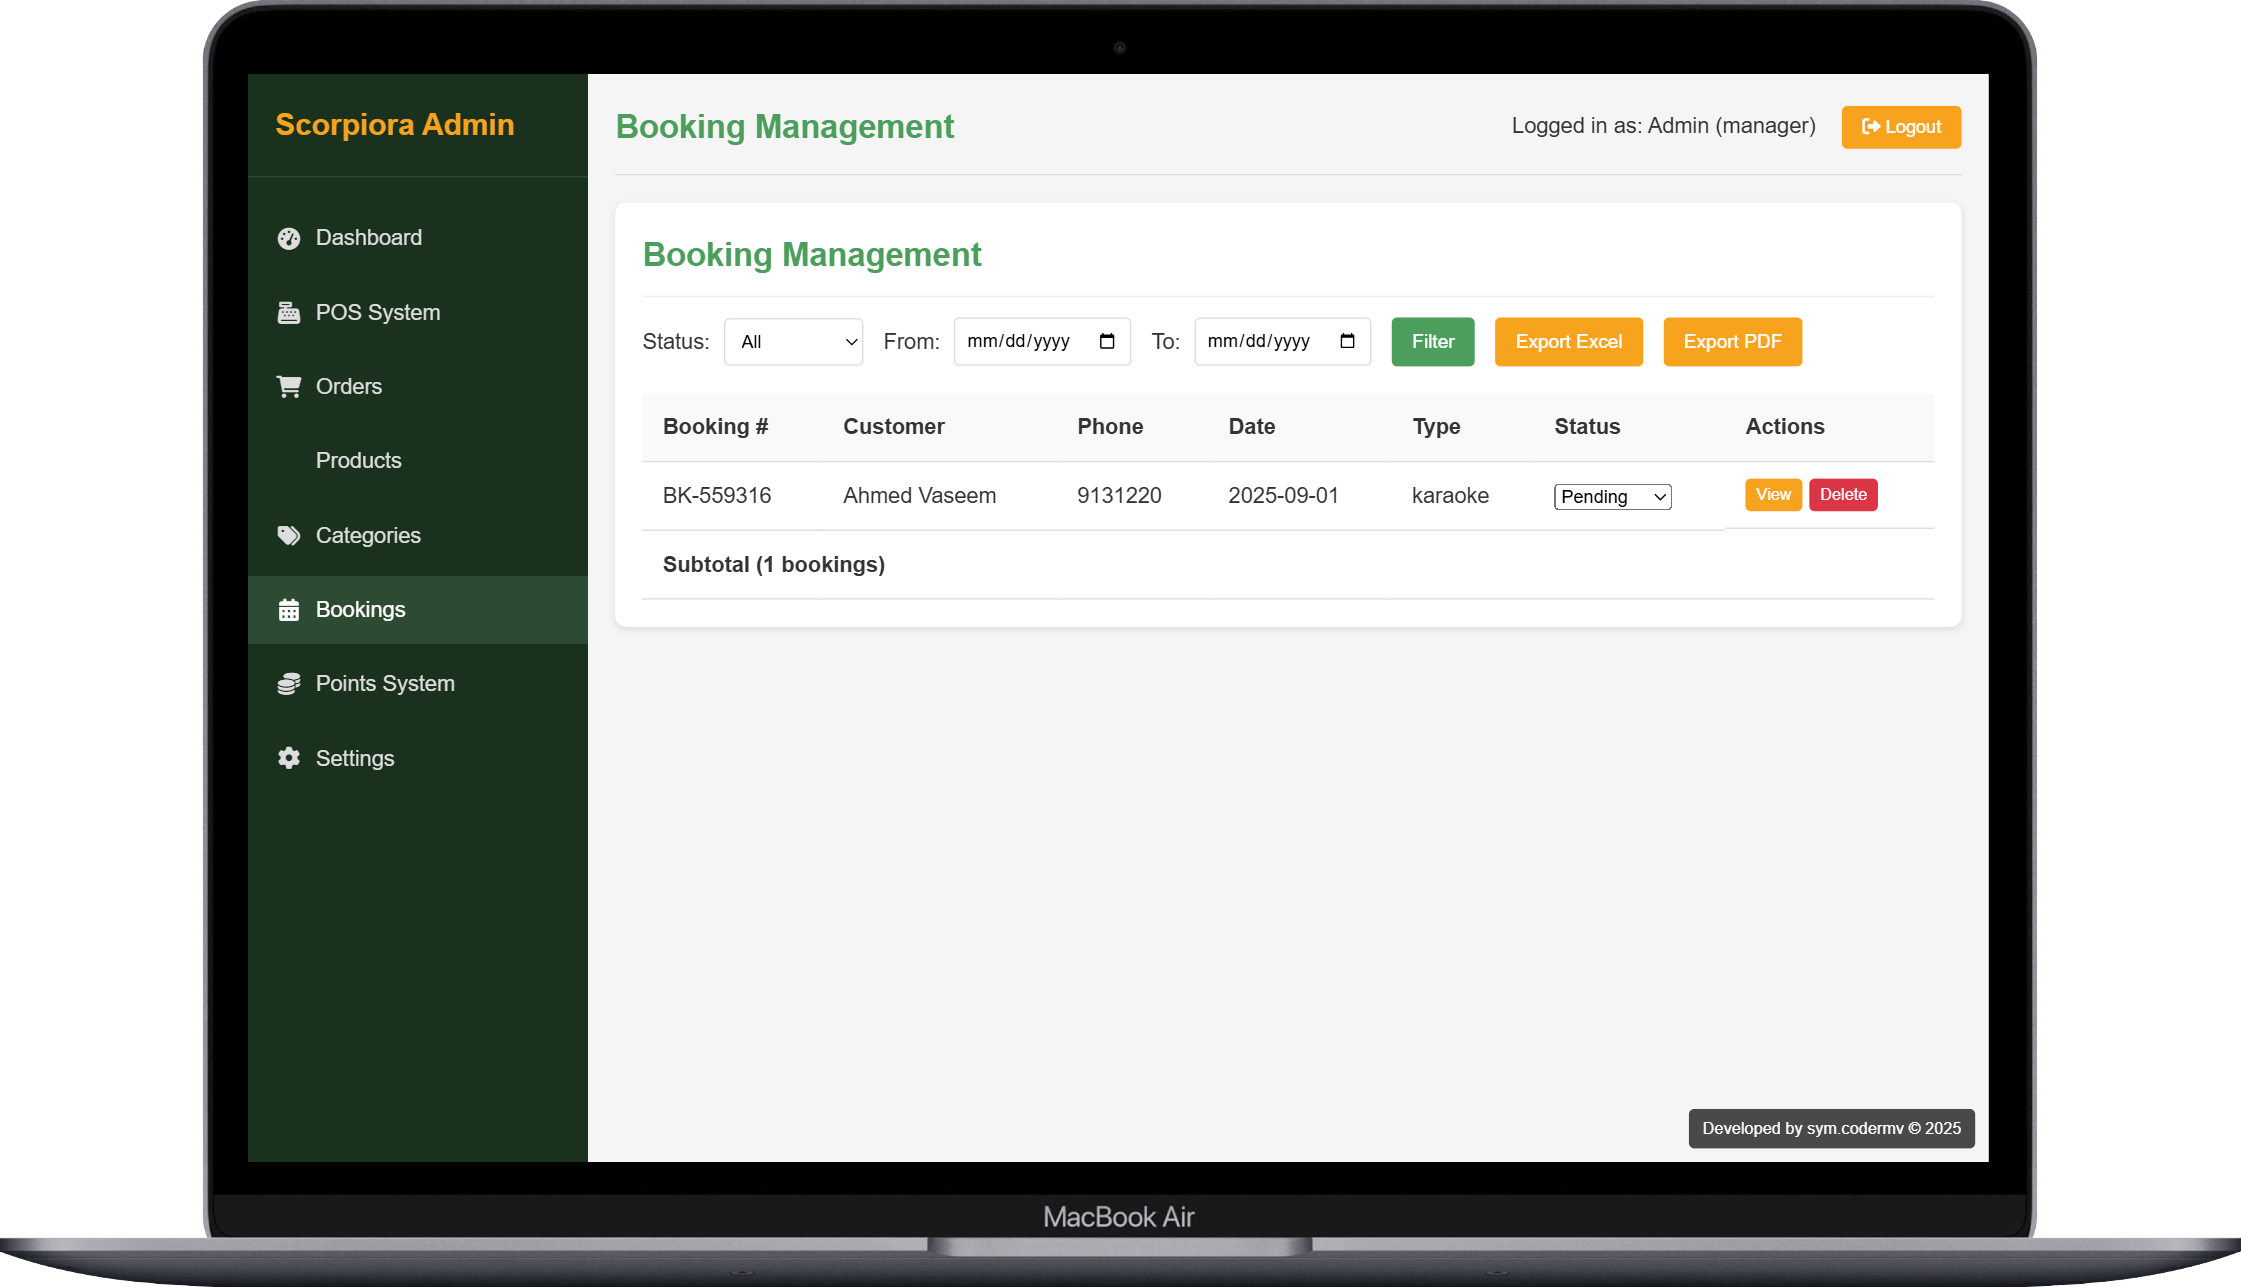 Scorpiora Admin
Dashboard
POS System
Orders
Products
Categories
Bookings
Points System
Settings
Booking Management
Logged in as: Admin (manager)
Logout
Booking Management
Status: All From: mm/dd/yyyy To: mm/dd/yyyy Filter Export Excel Export PDF
Booking # Customer Phone Date Type Status Actions
BK-559316 Ahmed Vaseem 9131220 2025-09-01 karaoke Pending View Delete
Subtotal (1 bookings)
Developed by sym.codermv © 2025
MacBook Air